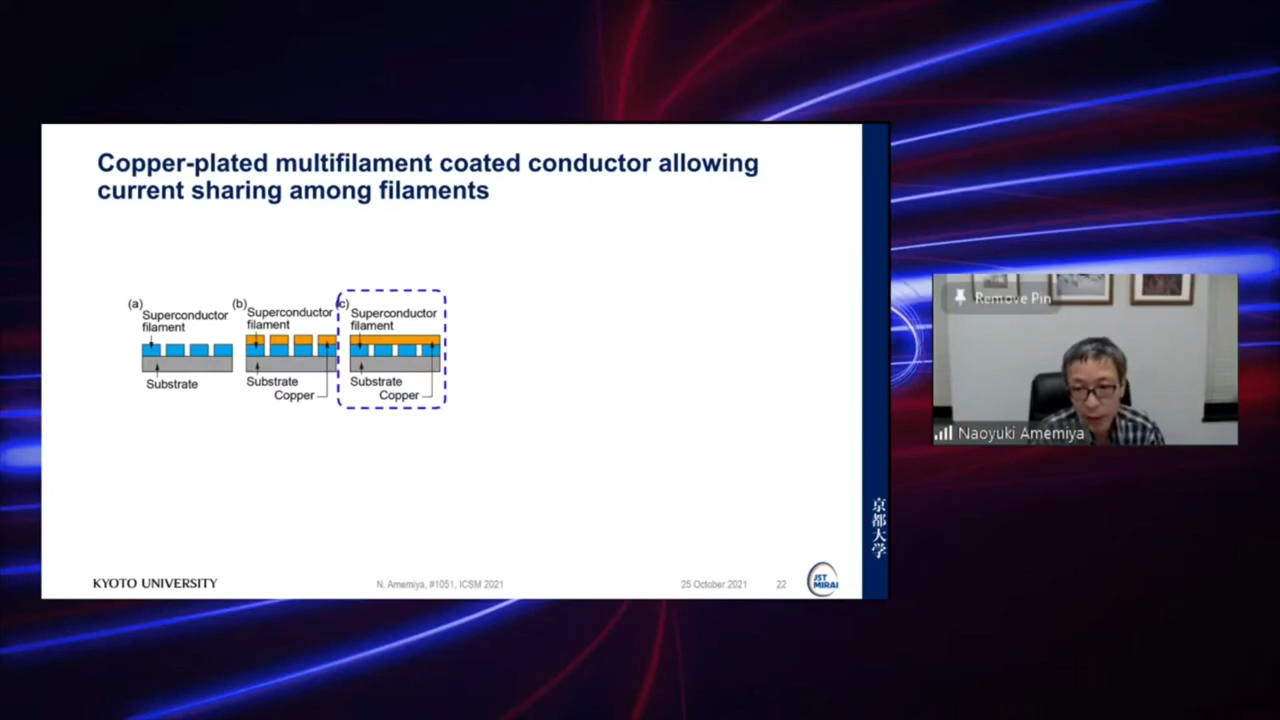 Copper-plated multifilament coated conductor allowing
current sharing among filaments
(a)
Superconductor
filament
Substrate
(b)
Superconductor
filament
Substrate
Copper
(c)
Superconductor
filament
Substrate
Copper
京都大学
KYOTO UNIVERSITY
N. Amemiya, #1051, ICSM 2021
25 October 2021
22
JST
MIRAI
Remove Pin
Naoyuki Amemiya